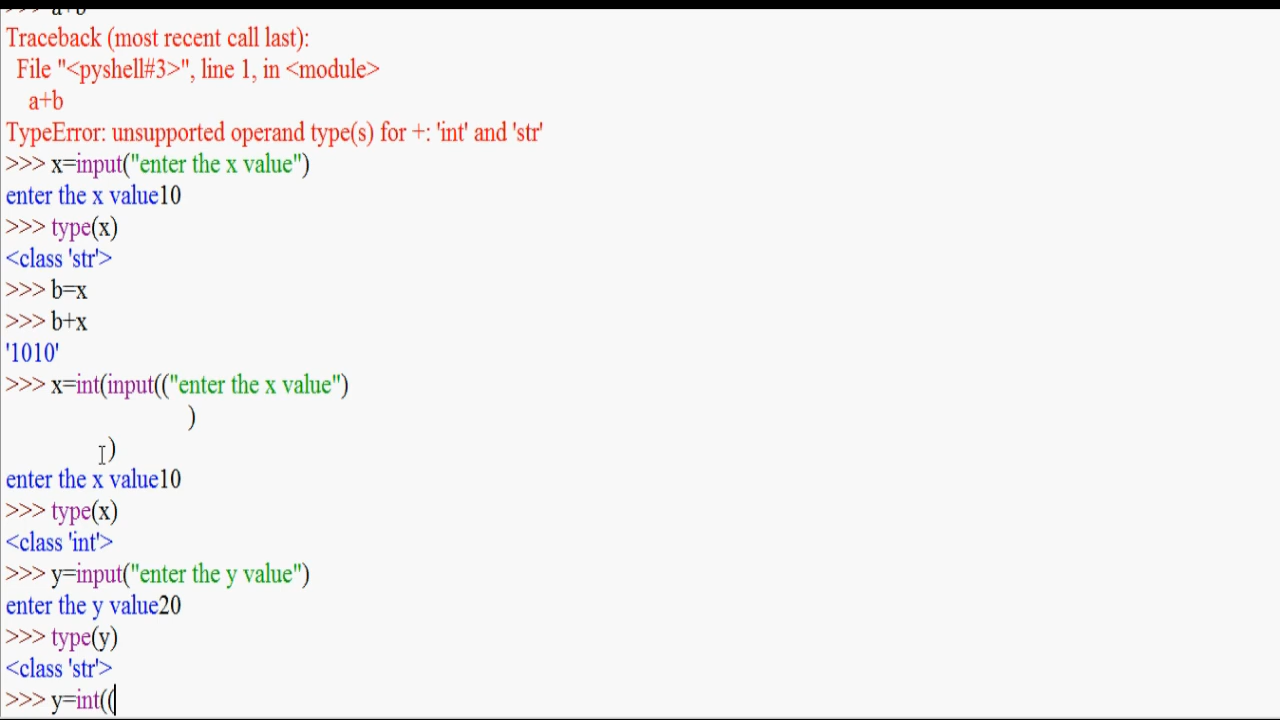 >>> a+b
Traceback (most recent call last):
File "<pyshell#3>", line 1, in <module>
a+b
TypeError: unsupported operand type(s) for +: 'int' and 'str'
>>> x=input("enter the x value")
enter the x value10
>>> type(x)
<class 'str'>
>>> b=x
>>> b+x
'1010'
>>> x=int(input(("enter the x value")
)
)
enter the x value10
>>> type(x)
<class 'int'>
>>> y=input("enter the y value")
enter the y value20
>>> type(y)
<class 'str'>
>>> y=int((